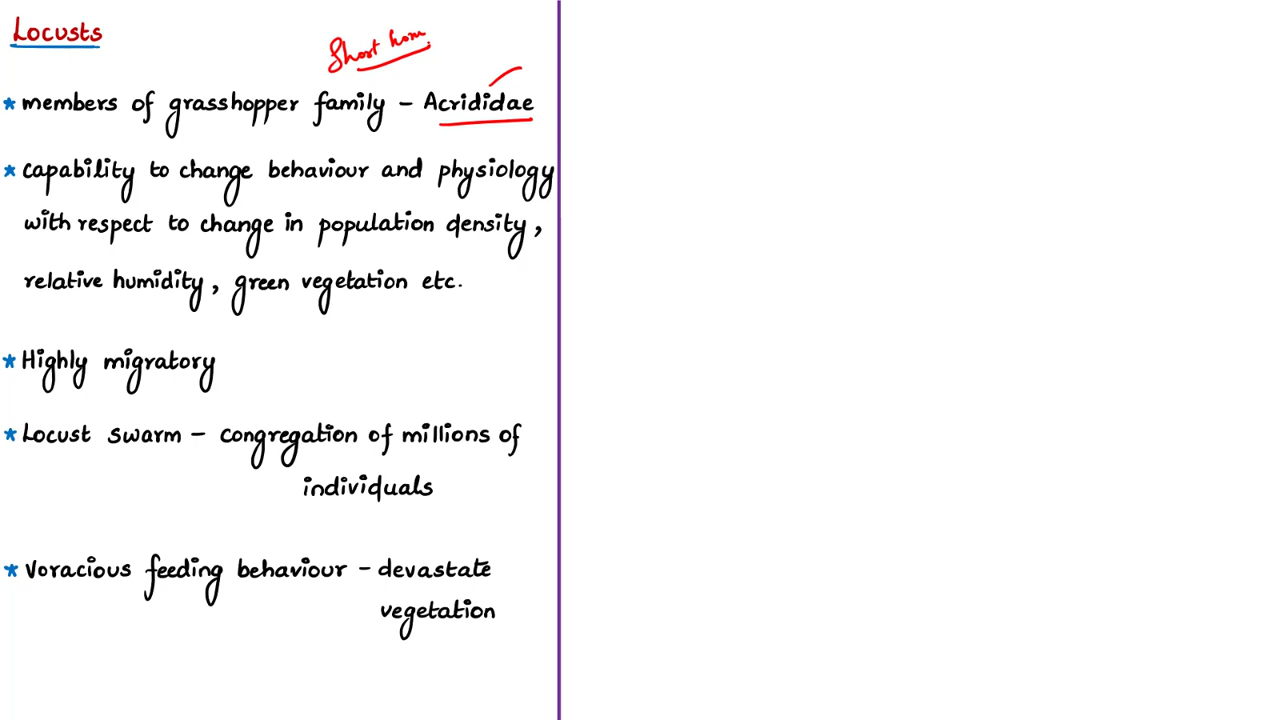 Locusts
Short horn
* members of grasshopper family - Acrididae
* capability to change behaviour and physiology
with respect to change in population density,
relative humidity, green vegetation etc.
* Highly migratory
* Locust swarm - congregation of millions of
individuals
* Voracious feeding behaviour - devastate
vegetation